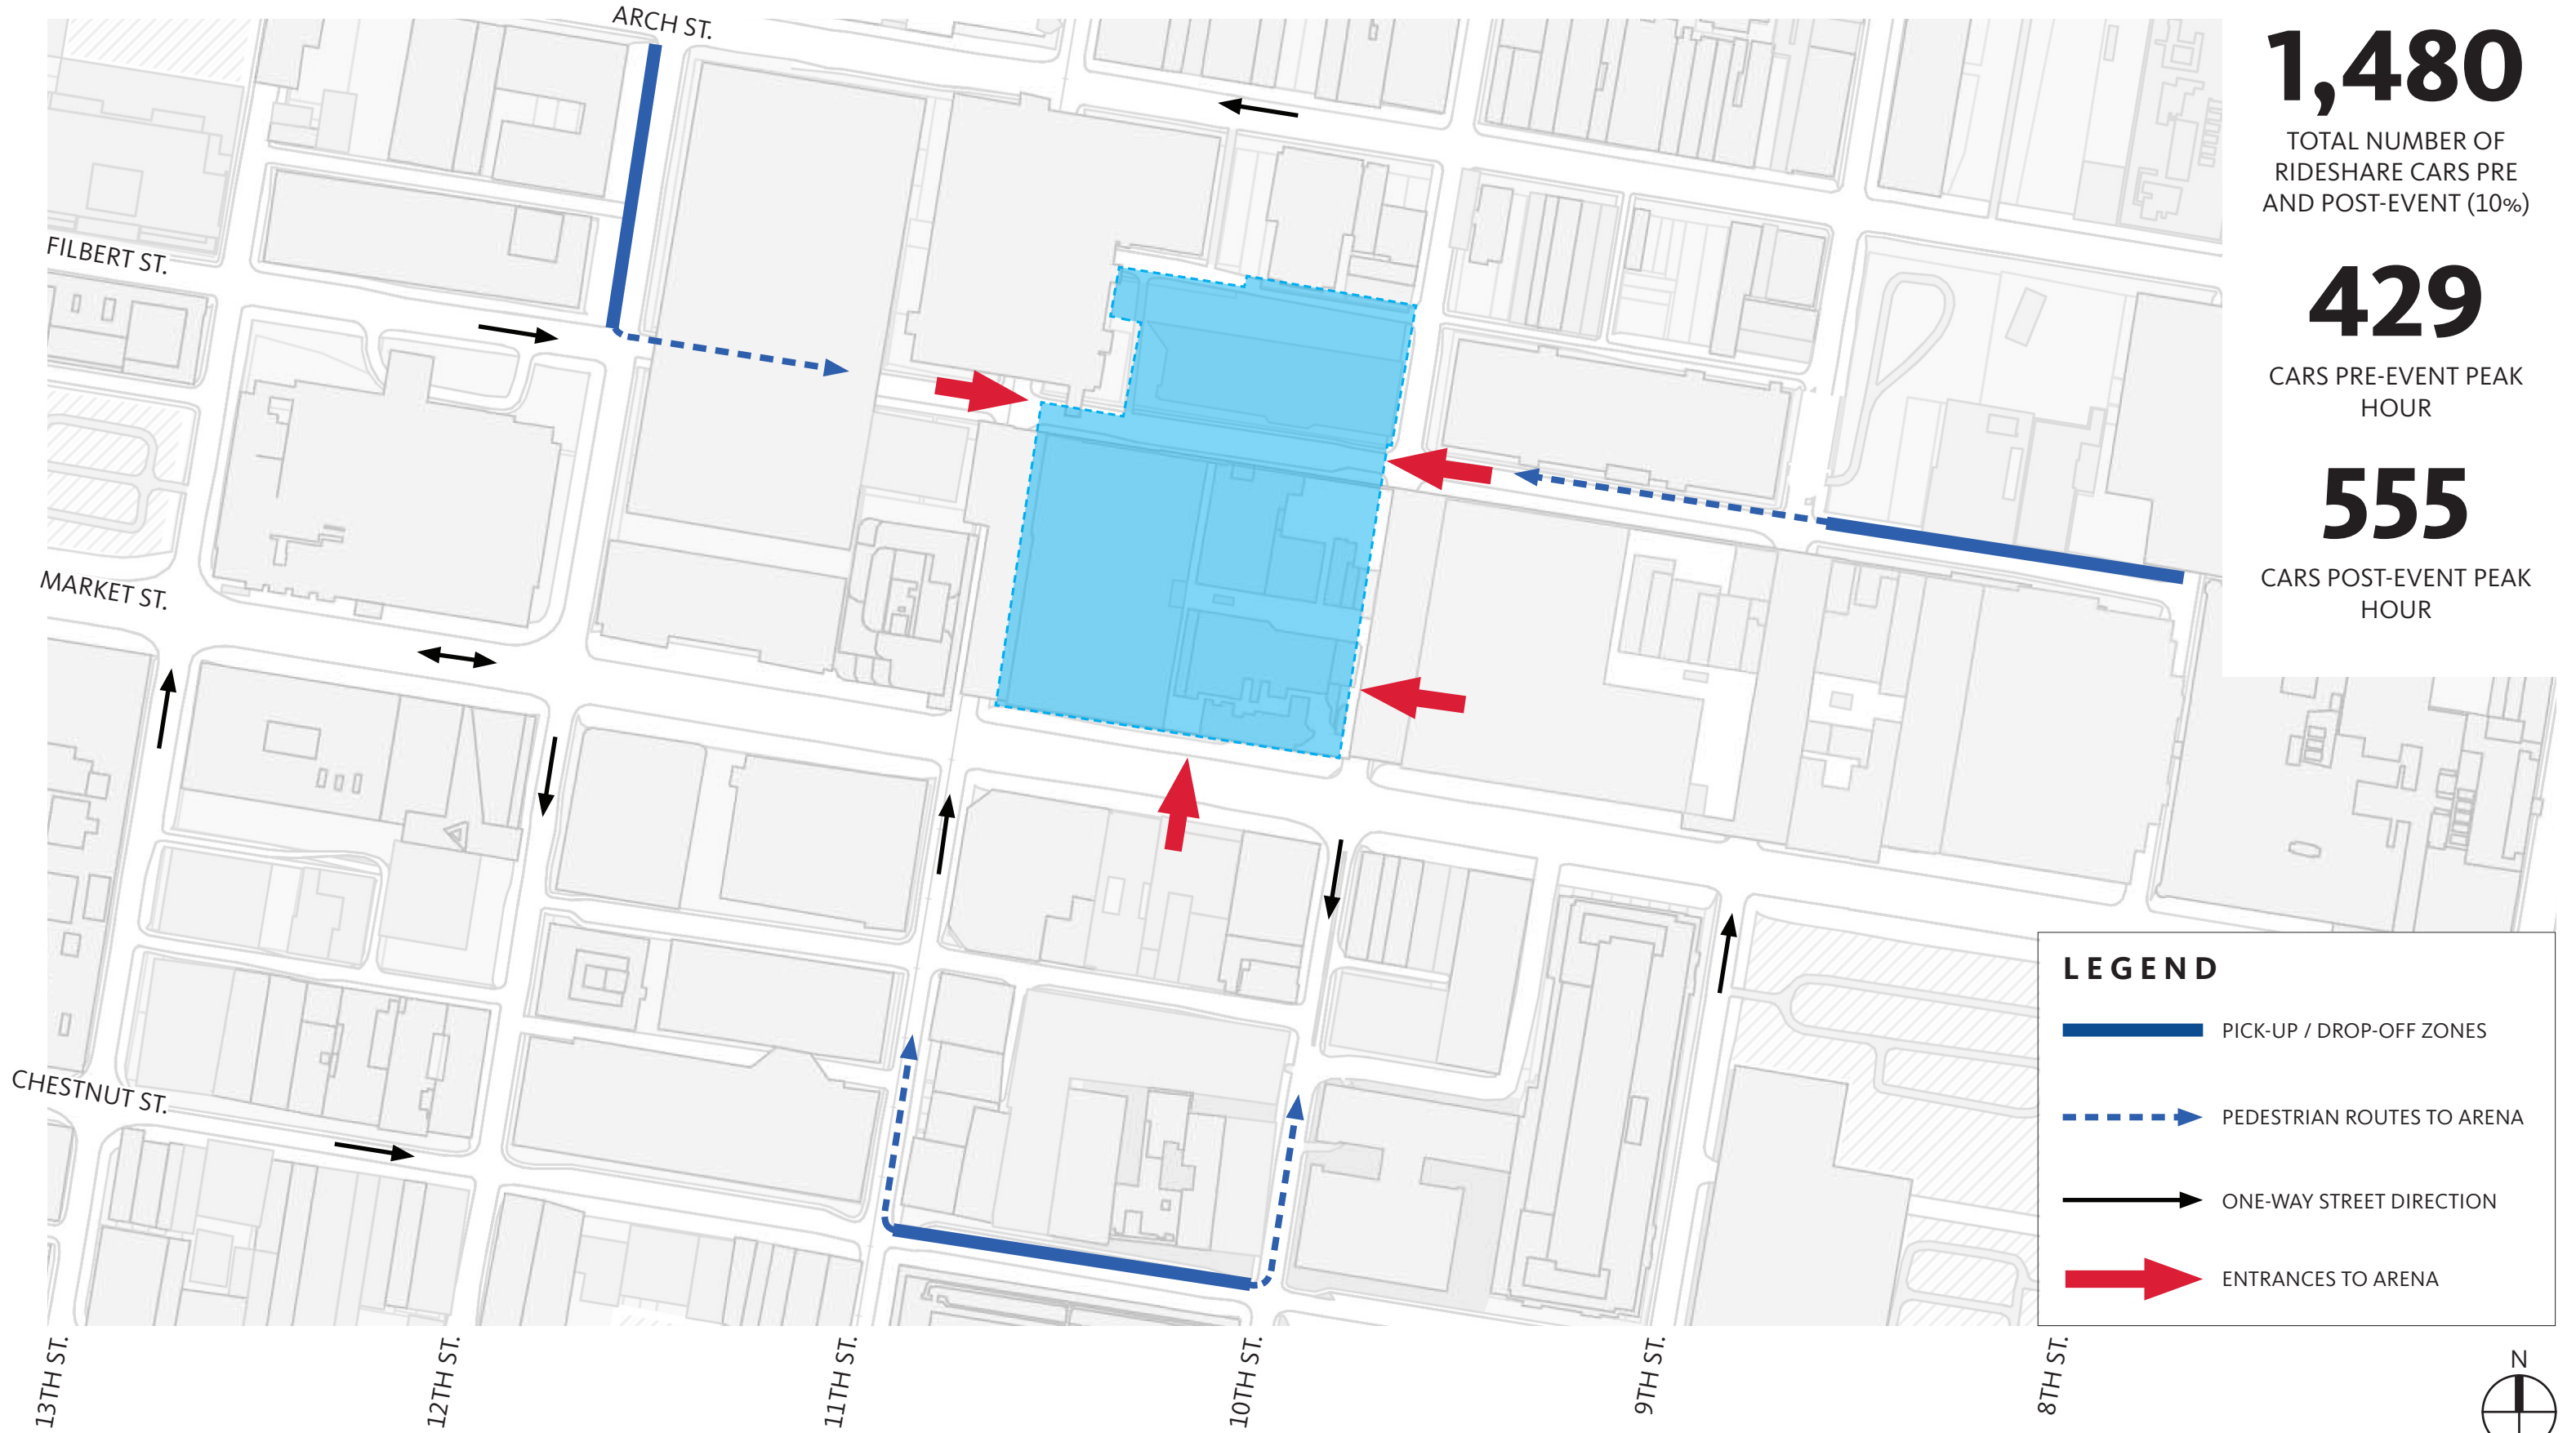 ARCH ST.
FILBERT ST.
MARKET ST.
CHESTNUT ST.
13TH ST.
12TH ST.
11TH ST.
10TH ST.
9TH ST.
8TH ST.
1,480
TOTAL NUMBER OF
RIDESHARE CARS PRE
AND POST-EVENT (10%)
429
CARS PRE-EVENT PEAK
HOUR
555
CARS POST-EVENT PEAK
HOUR
LEGEND
PICK-UP / DROP-OFF ZONES
PEDESTRIAN ROUTES TO ARENA
ONE-WAY STREET DIRECTION
ENTRANCES TO ARENA
N